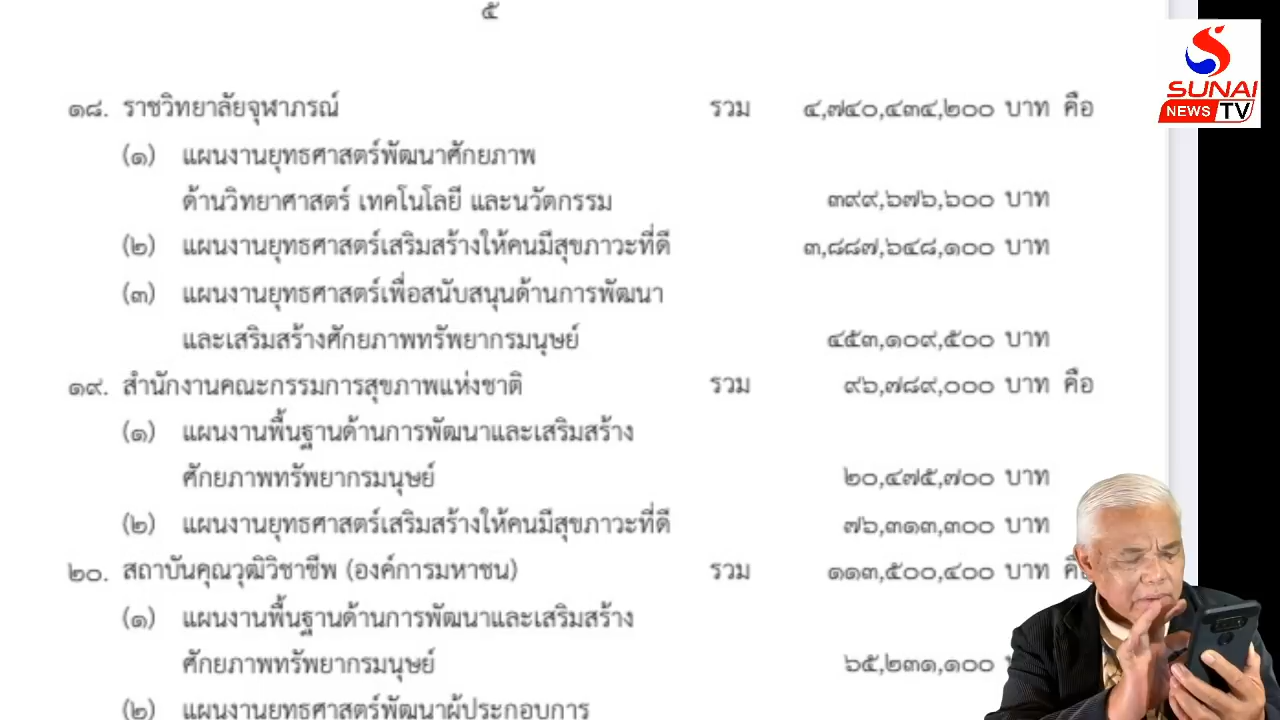 ๕
๑๘. ราชวิทยาลัยจุฬาภรณ์ รวม ๔,๗๔๐,๔๓๔,๒๐๐ บาท คือ
(๑) แผนงานยุทธศาสตร์พัฒนาศักยภาพ
ด้านวิทยาศาสตร์ เทคโนโลยี และนวัตกรรม ๓๙๙,๖๗๖,๖๐๐ บาท
(๒) แผนงานยุทธศาสตร์เสริมสร้างให้คนมีสุขภาวะที่ดี ๓,๘๘๗,๖๔๘,๑๐๐ บาท
(๓) แผนงานยุทธศาสตร์เพื่อสนับสนุนด้านการพัฒนา
และเสริมสร้างศักยภาพทรัพยากรมนุษย์ ๔๕๓,๑๐๙,๕๐๐ บาท
๑๙. สำนักงานคณะกรรมการสุขภาพแห่งชาติ รวม ๙๖,๗๘๙,๐๐๐ บาท คือ
(๑) แผนงานพื้นฐานด้านการพัฒนาและเสริมสร้าง
ศักยภาพทรัพยากรมนุษย์ ๒๐,๔๗๕,๗๐๐ บาท
(๒) แผนงานยุทธศาสตร์เสริมสร้างให้คนมีสุขภาวะที่ดี ๗๖,๓๑๓,๓๐๐ บาท
๒๐. สถาบันคุณวุฒิวิชาชีพ (องค์การมหาชน) รวม ๑๑๓,๕๐๐,๔๐๐ บาท
(๑) แผนงานพื้นฐานด้านการพัฒนาและเสริมสร้าง
ศักยภาพทรัพยากรมนุษย์ ๖๕,๒๓๑,๑๐๐
(๒) แผนงานยุทธศาสตร์พัฒนาผู้ประกอบการ
SUNAI
NEWS TV